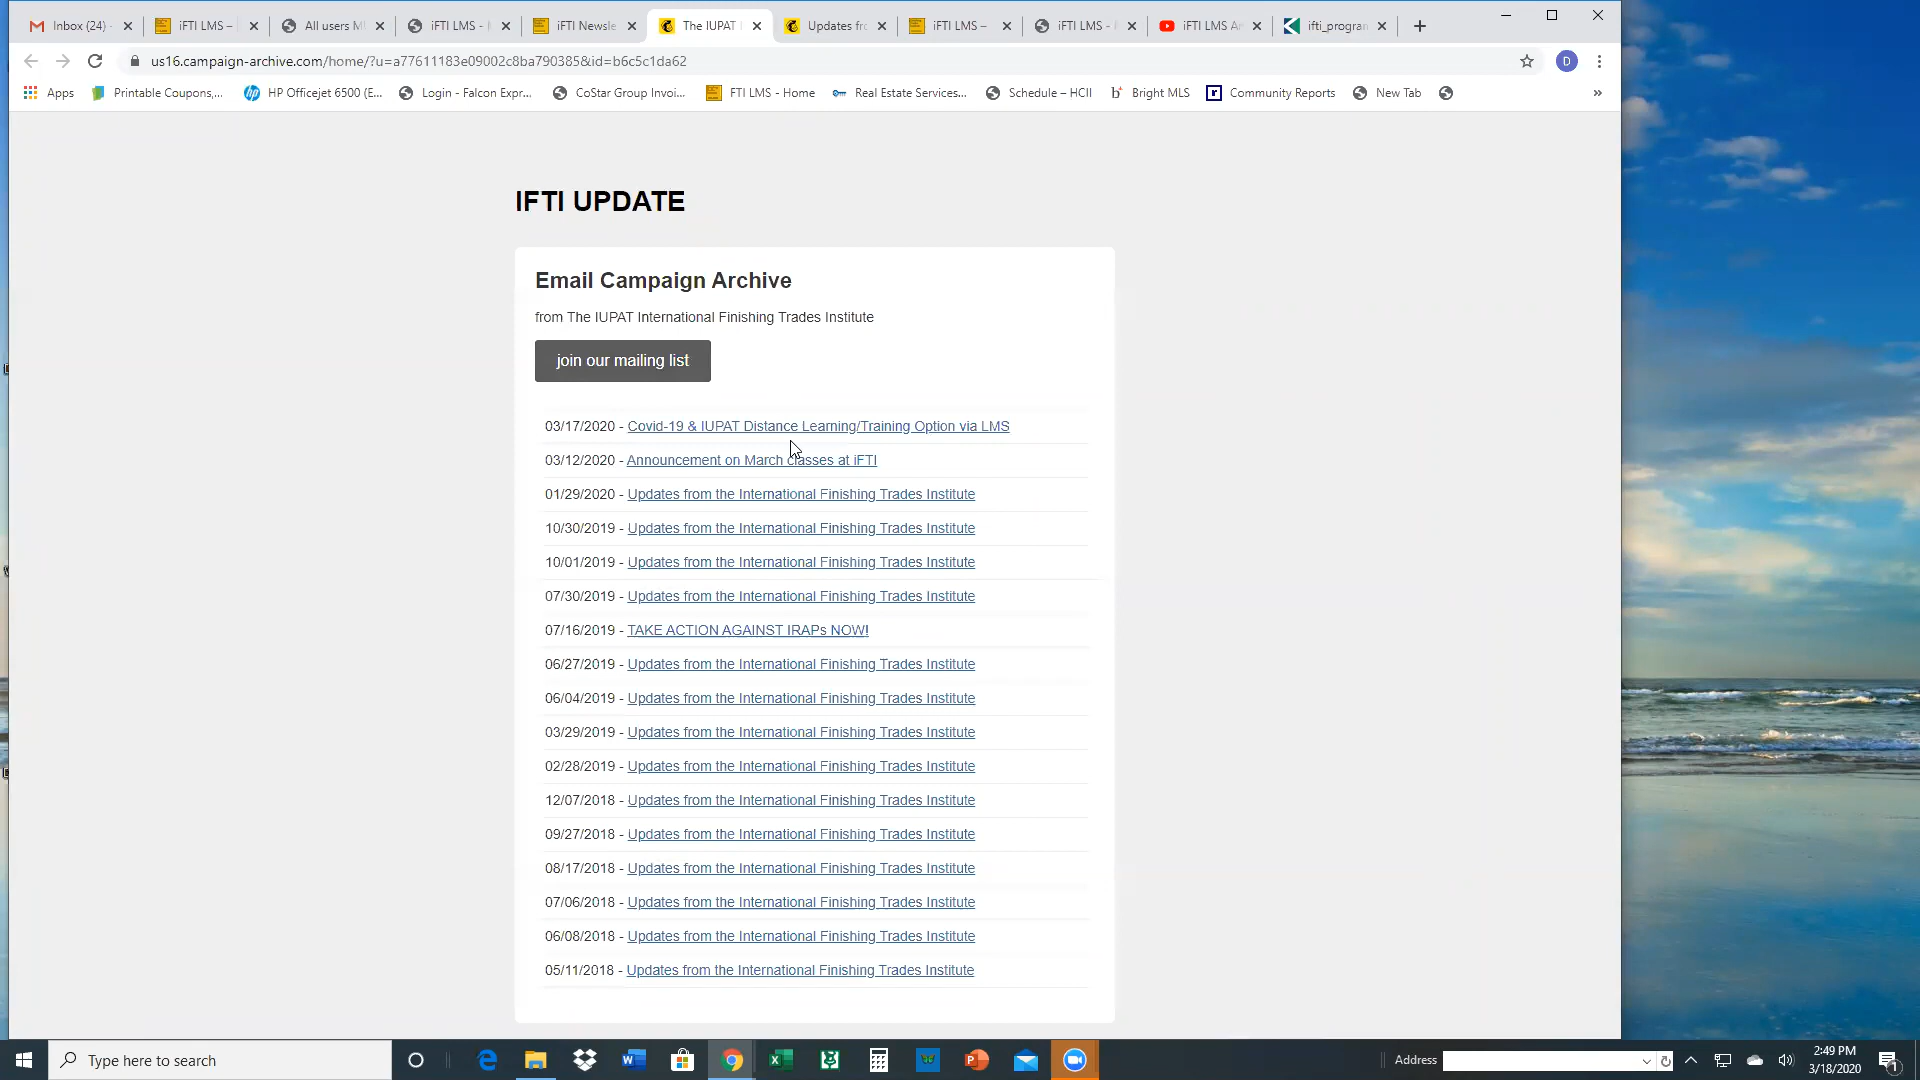 Inbox (24)
iFTI LMS –
All users M
iFTI LMS -
iFTI Newsle
The IUPAT
Updates fro
iFTI LMS –
iFTI LMS -
iFTI LMS An
ifti_program
us16.campaign-archive.com/home/?u=a77611183e09002c8ba790385&id=b6c5c1da62
D
Apps
Printable Coupons,...
HP Officejet 6500 (E...
Login - Falcon Expr...
CoStar Group Invoi...
FTI LMS - Home
Real Estate Services...
Schedule – HCII
Bright MLS
Community Reports
New Tab
IFTI UPDATE
Email Campaign Archive
from The IUPAT International Finishing Trades Institute
join our mailing list
03/17/2020 - Covid-19 & IUPAT Distance Learning/Training Option via LMS
03/12/2020 - Announcement on March classes at iFTI
01/29/2020 - Updates from the International Finishing Trades Institute
10/30/2019 - Updates from the International Finishing Trades Institute
10/01/2019 - Updates from the International Finishing Trades Institute
07/30/2019 - Updates from the International Finishing Trades Institute
07/16/2019 - TAKE ACTION AGAINST IRAPs NOW!
06/27/2019 - Updates from the International Finishing Trades Institute
06/04/2019 - Updates from the International Finishing Trades Institute
03/29/2019 - Updates from the International Finishing Trades Institute
02/28/2019 - Updates from the International Finishing Trades Institute
12/07/2018 - Updates from the International Finishing Trades Institute
09/27/2018 - Updates from the International Finishing Trades Institute
08/17/2018 - Updates from the International Finishing Trades Institute
07/06/2018 - Updates from the International Finishing Trades Institute
06/08/2018 - Updates from the International Finishing Trades Institute
05/11/2018 - Updates from the International Finishing Trades Institute
Type here to search
Address
2:49 PM
3/18/2020